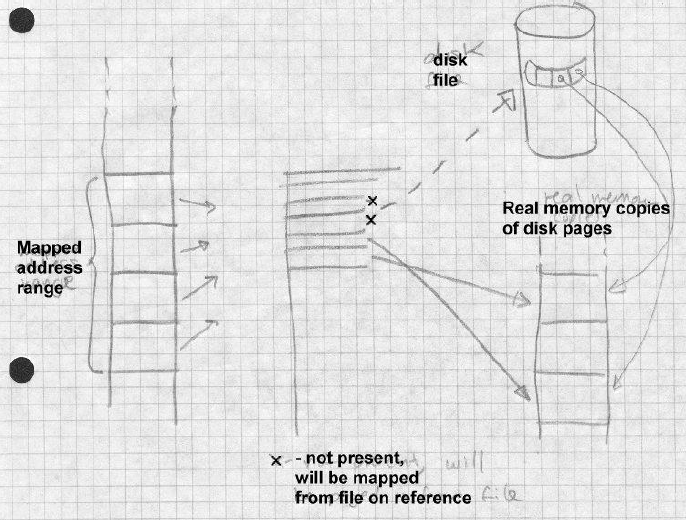 disk
file
Real memory copies
of disk pages
Mapped
address
range
x - not present,
will be mapped
from file on reference